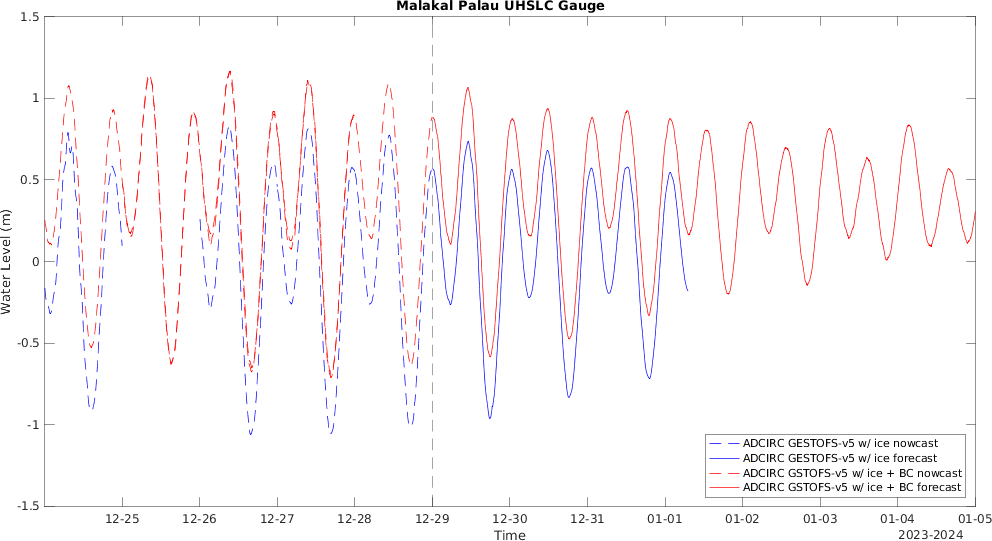 Malakal Palau UHSLC Gauge
1.5
1
0.5
0
-0.5
-1
-1.5
Water Level (m)
ADCIRC GESTOFS-v5 w/ ice nowcast
ADCIRC GESTOFS-v5 w/ ice forecast
ADCIRC GSTOFS-v5 w/ ice + BC nowcast
ADCIRC GSTOFS-v5 w/ ice + BC forecast
12-25 12-26 12-27 12-28 12-29 12-30 12-31 01-01 01-02 01-03 01-04 01-05
Time
2023-2024